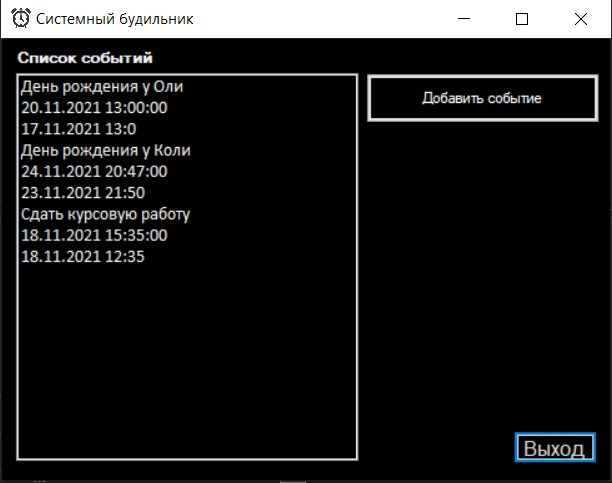 Системный будильник
Список событий
День рождения у Оли
20.11.2021 13:00:00
17.11.2021 13:0
День рождения у Коли
24.11.2021 20:47:00
23.11.2021 21:50
Сдать курсовую работу
18.11.2021 15:35:00
18.11.2021 12:35
Добавить событие
Выход